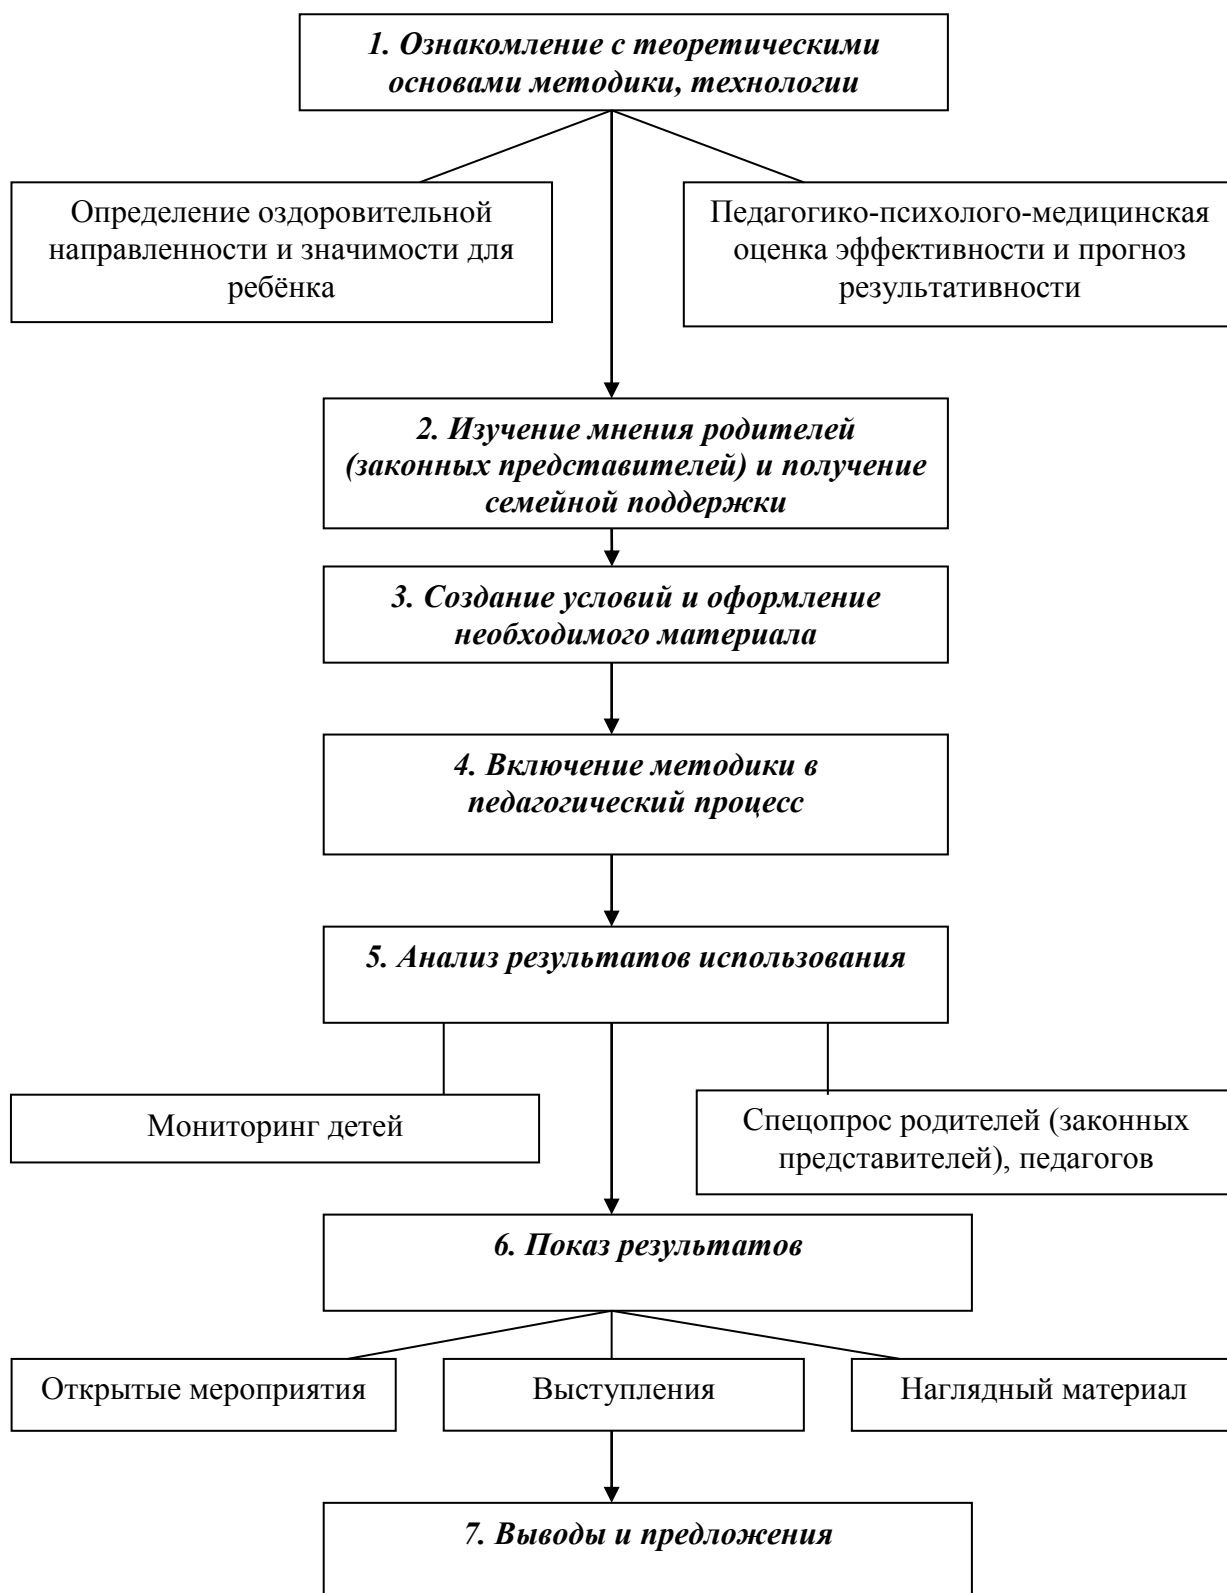 1. Ознакомление с теоретическими
основами методики, технологии
Определение оздоровительной
направленности и значимости для
ребёнка
Педагогико-психолого-медицинская
оценка эффективности и прогноз
результативности
2. Изучение мнения родителей
(законных представителей) и получение
семейной поддержки
3. Создание условий и оформление
необходимого материала
4. Включение методики в
педагогический процесс
5. Анализ результатов использования
Мониторинг детей
Спецопрос родителей (законных
представителей), педагогов
6. Показ результатов
Открытые мероприятия
Выступления
Наглядный материал
7. Выводы и предложения